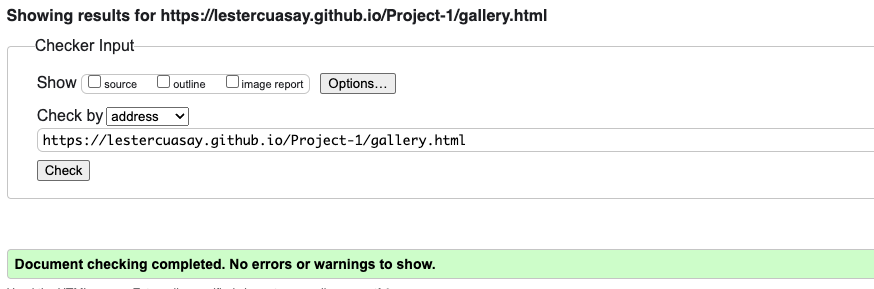 Showing results for https://lestercuasay.github.io/Project-1/gallery.html
Checker Input
Show source outline image report Options...
Check by address
https://lestercuasay.github.io/Project-1/gallery.html
Check
Document checking completed. No errors or warnings to show.